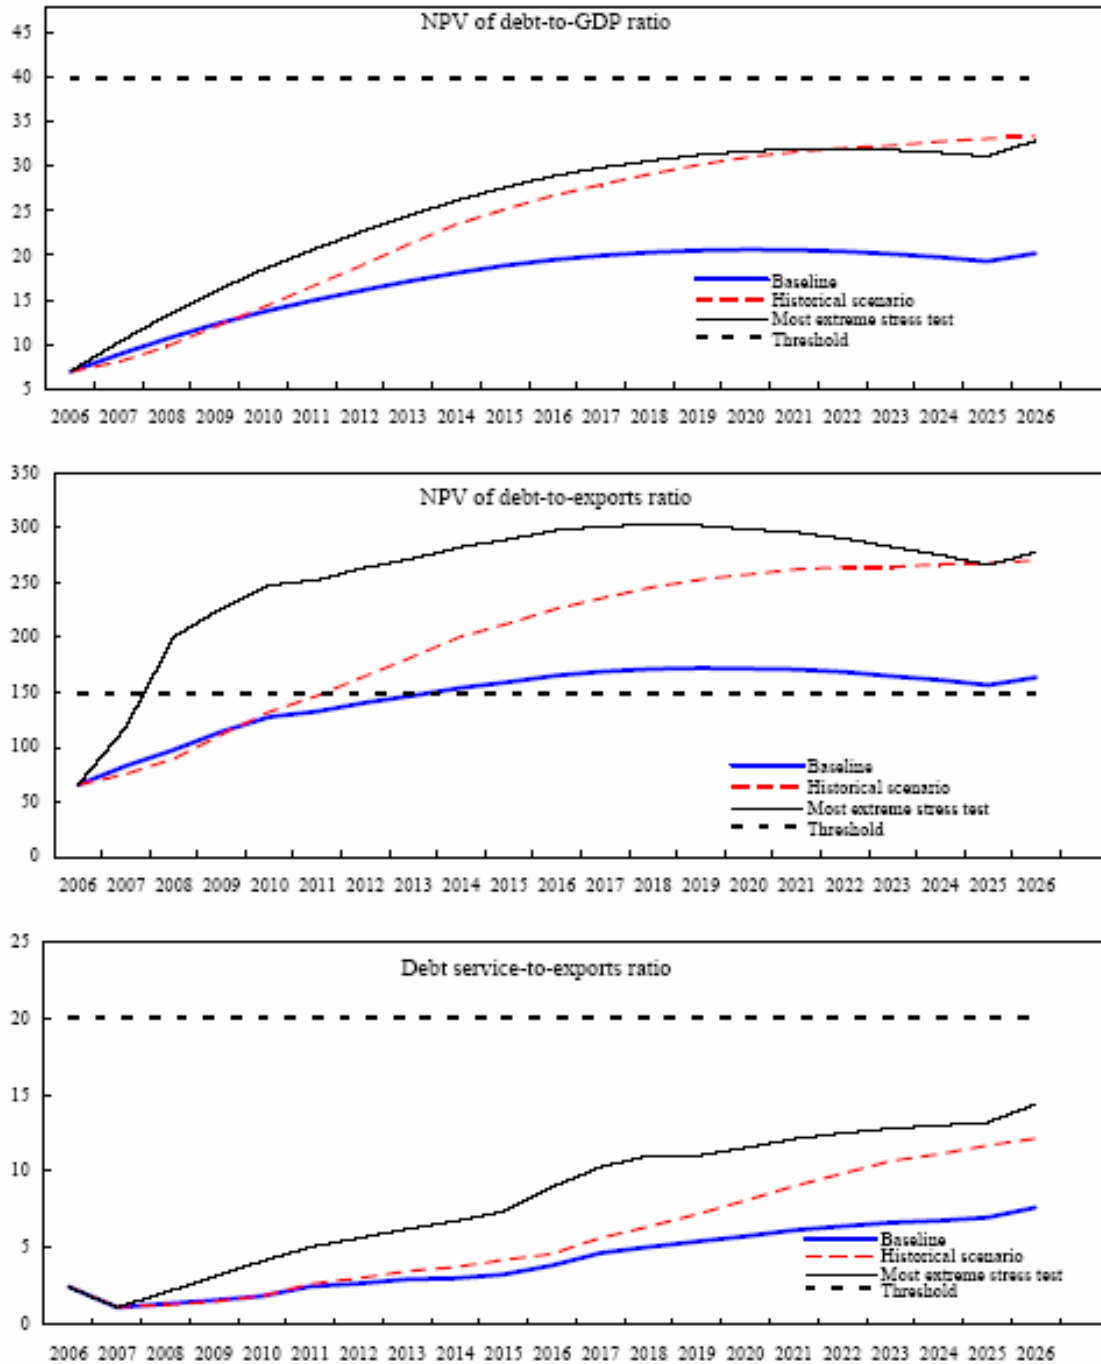 NPV of debt-to-GDP ratio
45
40
35
30
25
20
15
10
5
Baseline
Historical scenario
Most extreme stress test
Threshold
2006 2007 2008 2009 2010 2011 2012 2013 2014 2015 2016 2017 2018 2019 2020 2021 2022 2023 2024 2025 2026
NPV of debt-to-exports ratio
350
300
250
200
150
100
50
0
Baseline
Historical scenario
Most extreme stress test
Threshold
2006 2007 2008 2009 2010 2011 2012 2013 2014 2015 2016 2017 2018 2019 2020 2021 2022 2023 2024 2025 2026
Debt service-to-exports ratio
25
20
15
10
5
0
Baseline
Historical scenario
Most extreme stress test
Threshold
2006 2007 2008 2009 2010 2011 2012 2013 2014 2015 2016 2017 2018 2019 2020 2021 2022 2023 2024 2025 2026